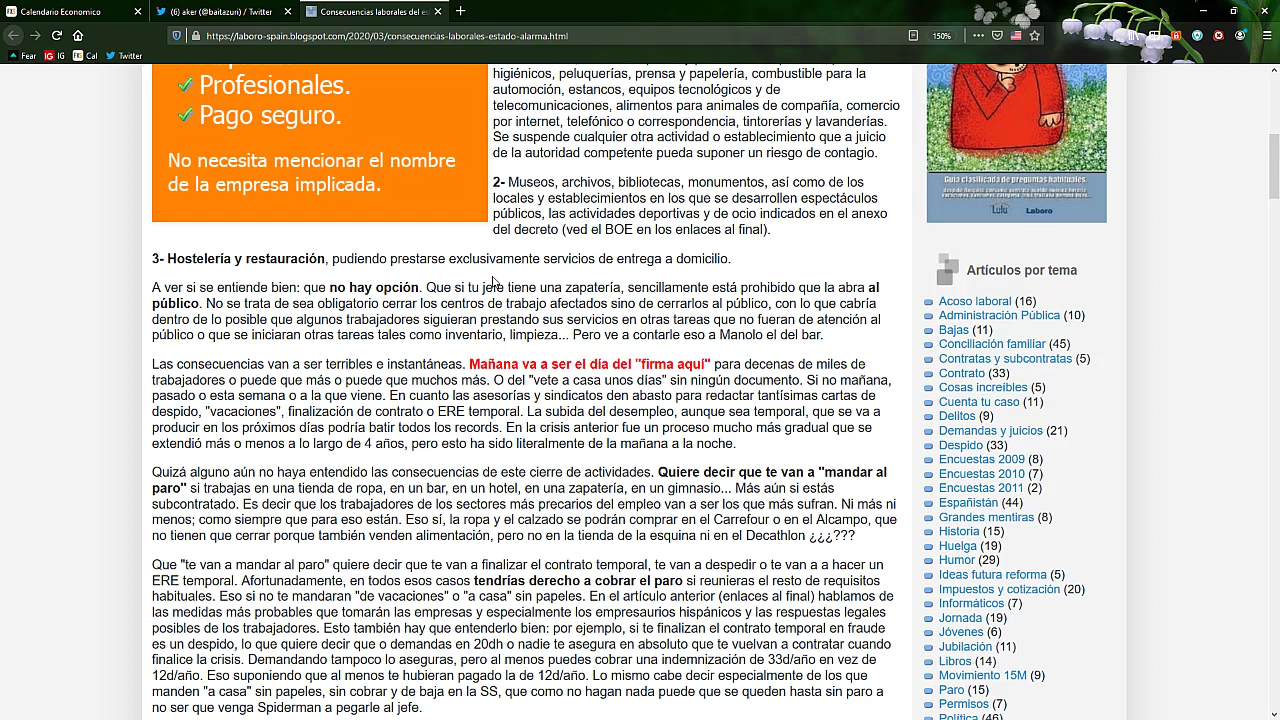 Calendario Economico
(6) aker (@baitazuri) / Twitter
Consecuencias laborales del es
https://laboro-spain.blogspot.com/2020/03/consecuencias-laborales-estado-alarma.html
150%
Fear
IG
Cal
Twitter
Profesionales.
Pago seguro.
No necesita mencionar el nombre
de la empresa implicada.
higiénicos, peluquerías, prensa y papelería, combustible para la
automoción, estancos, equipos tecnológicos y de
telecomunicaciones, alimentos para animales de compañía, comercio
por internet, telefónico o correspondencia, tintorerías y lavanderías.
Se suspende cualquier otra actividad o establecimiento que a juicio
de la autoridad competente pueda suponer un riesgo de contagio.
2- Museos, archivos, bibliotecas, monumentos, así como de los
locales y establecimientos en los que se desarrollen espectáculos
públicos, las actividades deportivas y de ocio indicados en el anexo
del decreto (ved el BOE en los enlaces al final).
3- Hostelería y restauración, pudiendo prestarse exclusivamente servicios de entrega a domicilio.
A ver si se entiende bien: que no hay opción. Que si tu jefe tiene una zapatería, sencillamente está prohibido que la abra al
público. No se trata de sea obligatorio cerrar los centros de trabajo afectados sino de cerrarlos al público, con lo que cabría
dentro de lo posible que algunos trabajadores siguieran prestando sus servicios en otras tareas que no fueran de atención al
público o que se iniciaran otras tareas tales como inventario, limpieza... Pero ve a contarle eso a Manolo el del bar.
Las consecuencias van a ser terribles e instantáneas. Mañana va a ser el día del "firma aquí" para decenas de miles de
trabajadores o puede que más o puede que muchos más. O del "vete a casa unos días" sin ningún documento. Si no mañana,
pasado o esta semana o a la que viene. En cuanto las asesorías y sindicatos den abasto para redactar tantísimas cartas de
despido, "vacaciones", finalización de contrato o ERE temporal. La subida del desempleo, aunque sea temporal, que se va a
producir en los próximos días podría batir todos los records. En la crisis anterior fue un proceso mucho más gradual que se
extendió más o menos a lo largo de 4 años, pero esto ha sido literalmente de la mañana a la noche.
Quizá alguno aún no haya entendido las consecuencias de este cierre de actividades. Quiere decir que te van a "mandar al
paro" si trabajas en una tienda de ropa, en un bar, en un hotel, en una zapatería, en un gimnasio... Más aún si estás
subcontratado. Es decir que los trabajadores de los sectores más precarios del empleo van a ser los que más sufran. Ni más ni
menos; como siempre que para eso están. Eso sí, la ropa y el calzado se podrán comprar en el Carrefour o en el Alcampo, que
no tienen que cerrar porque también venden alimentación, pero no en la tienda de la esquina ni en el Decathlon ¿¿¿???
Que "te van a mandar al paro" quiere decir que te van a finalizar el contrato temporal, te van a despedir o te van a a hacer un
ERE temporal. Afortunadamente, en todos esos casos tendrías derecho a cobrar el paro si reunieras el resto de requisitos
habituales. Eso si no te mandaran "de vacaciones" o "a casa" sin papeles. En el artículo anterior (enlaces al final) hablamos de
las medidas más probables que tomarán las empresas y especialmente los empresaurios hispánicos y las respuestas legales
posibles de los trabajadores. Esto también hay que entenderlo bien: por ejemplo, si te finalizan el contrato temporal en fraude
es un despido, lo que quiere decir que o demandas en 20dh o nadie te asegura en absoluto que te vuelvan a contratar cuando
finalice la crisis. Demandando tampoco lo aseguras, pero al menos puedes cobrar una indemnización de 33d/año en vez de
12d/año. Eso suponiendo que al menos te hubieran pagado la de 12d/año. Lo mismo cabe decir especialmente de los que
manden "a casa" sin papeles, sin cobrar y de baja en la SS, que como no hagan nada puede que se queden hasta sin paro a
no ser que venga Spiderman a pegarle al jefe.
Guía clasificada de preguntas habituales.
Lulú
Laboro
Artículos por tema
Acoso laboral (16)
Administración Pública (10)
Bajas (11)
Conciliación familiar (45)
Contratas y subcontratas (5)
Contrato (33)
Cosas increíbles (5)
Cuenta tu caso (11)
Delitos (9)
Demandas y juicios (21)
Despido (33)
Encuestas 2009 (8)
Encuestas 2010 (7)
Encuestas 2011 (2)
Españistán (44)
Grandes mentiras (8)
Historia (15)
Huelga (19)
Humor (29)
Ideas futura reforma (5)
Impuestos y cotización (20)
Informáticos (7)
Jornada (19)
Jóvenes (6)
Jubilación (11)
Libros (14)
Movimiento 15M (9)
Paro (15)
Permisos (7)
Política (46)